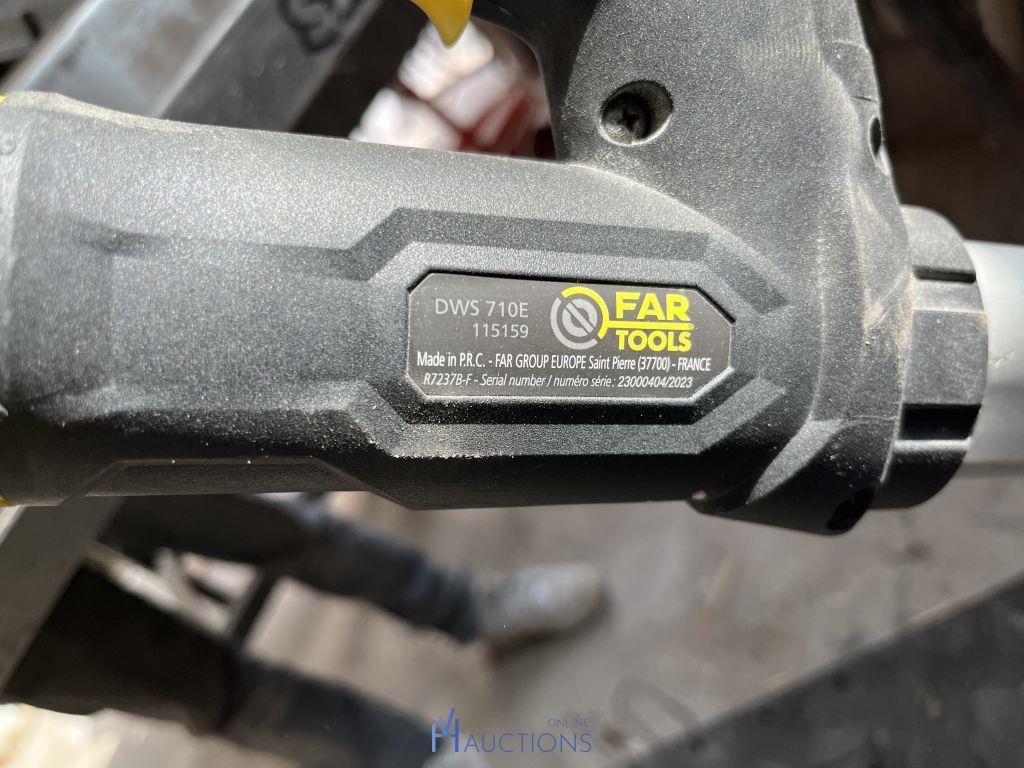 DWS 710E
115159
FAR
TOOLS
Made in P.R.C. - FAR GROUP EUROPE Saint Pierre (37700) - FRANCE
R7237B-F - Serial number / numéro série : 23000404/2023
VH ONLINE
AUCTIONS